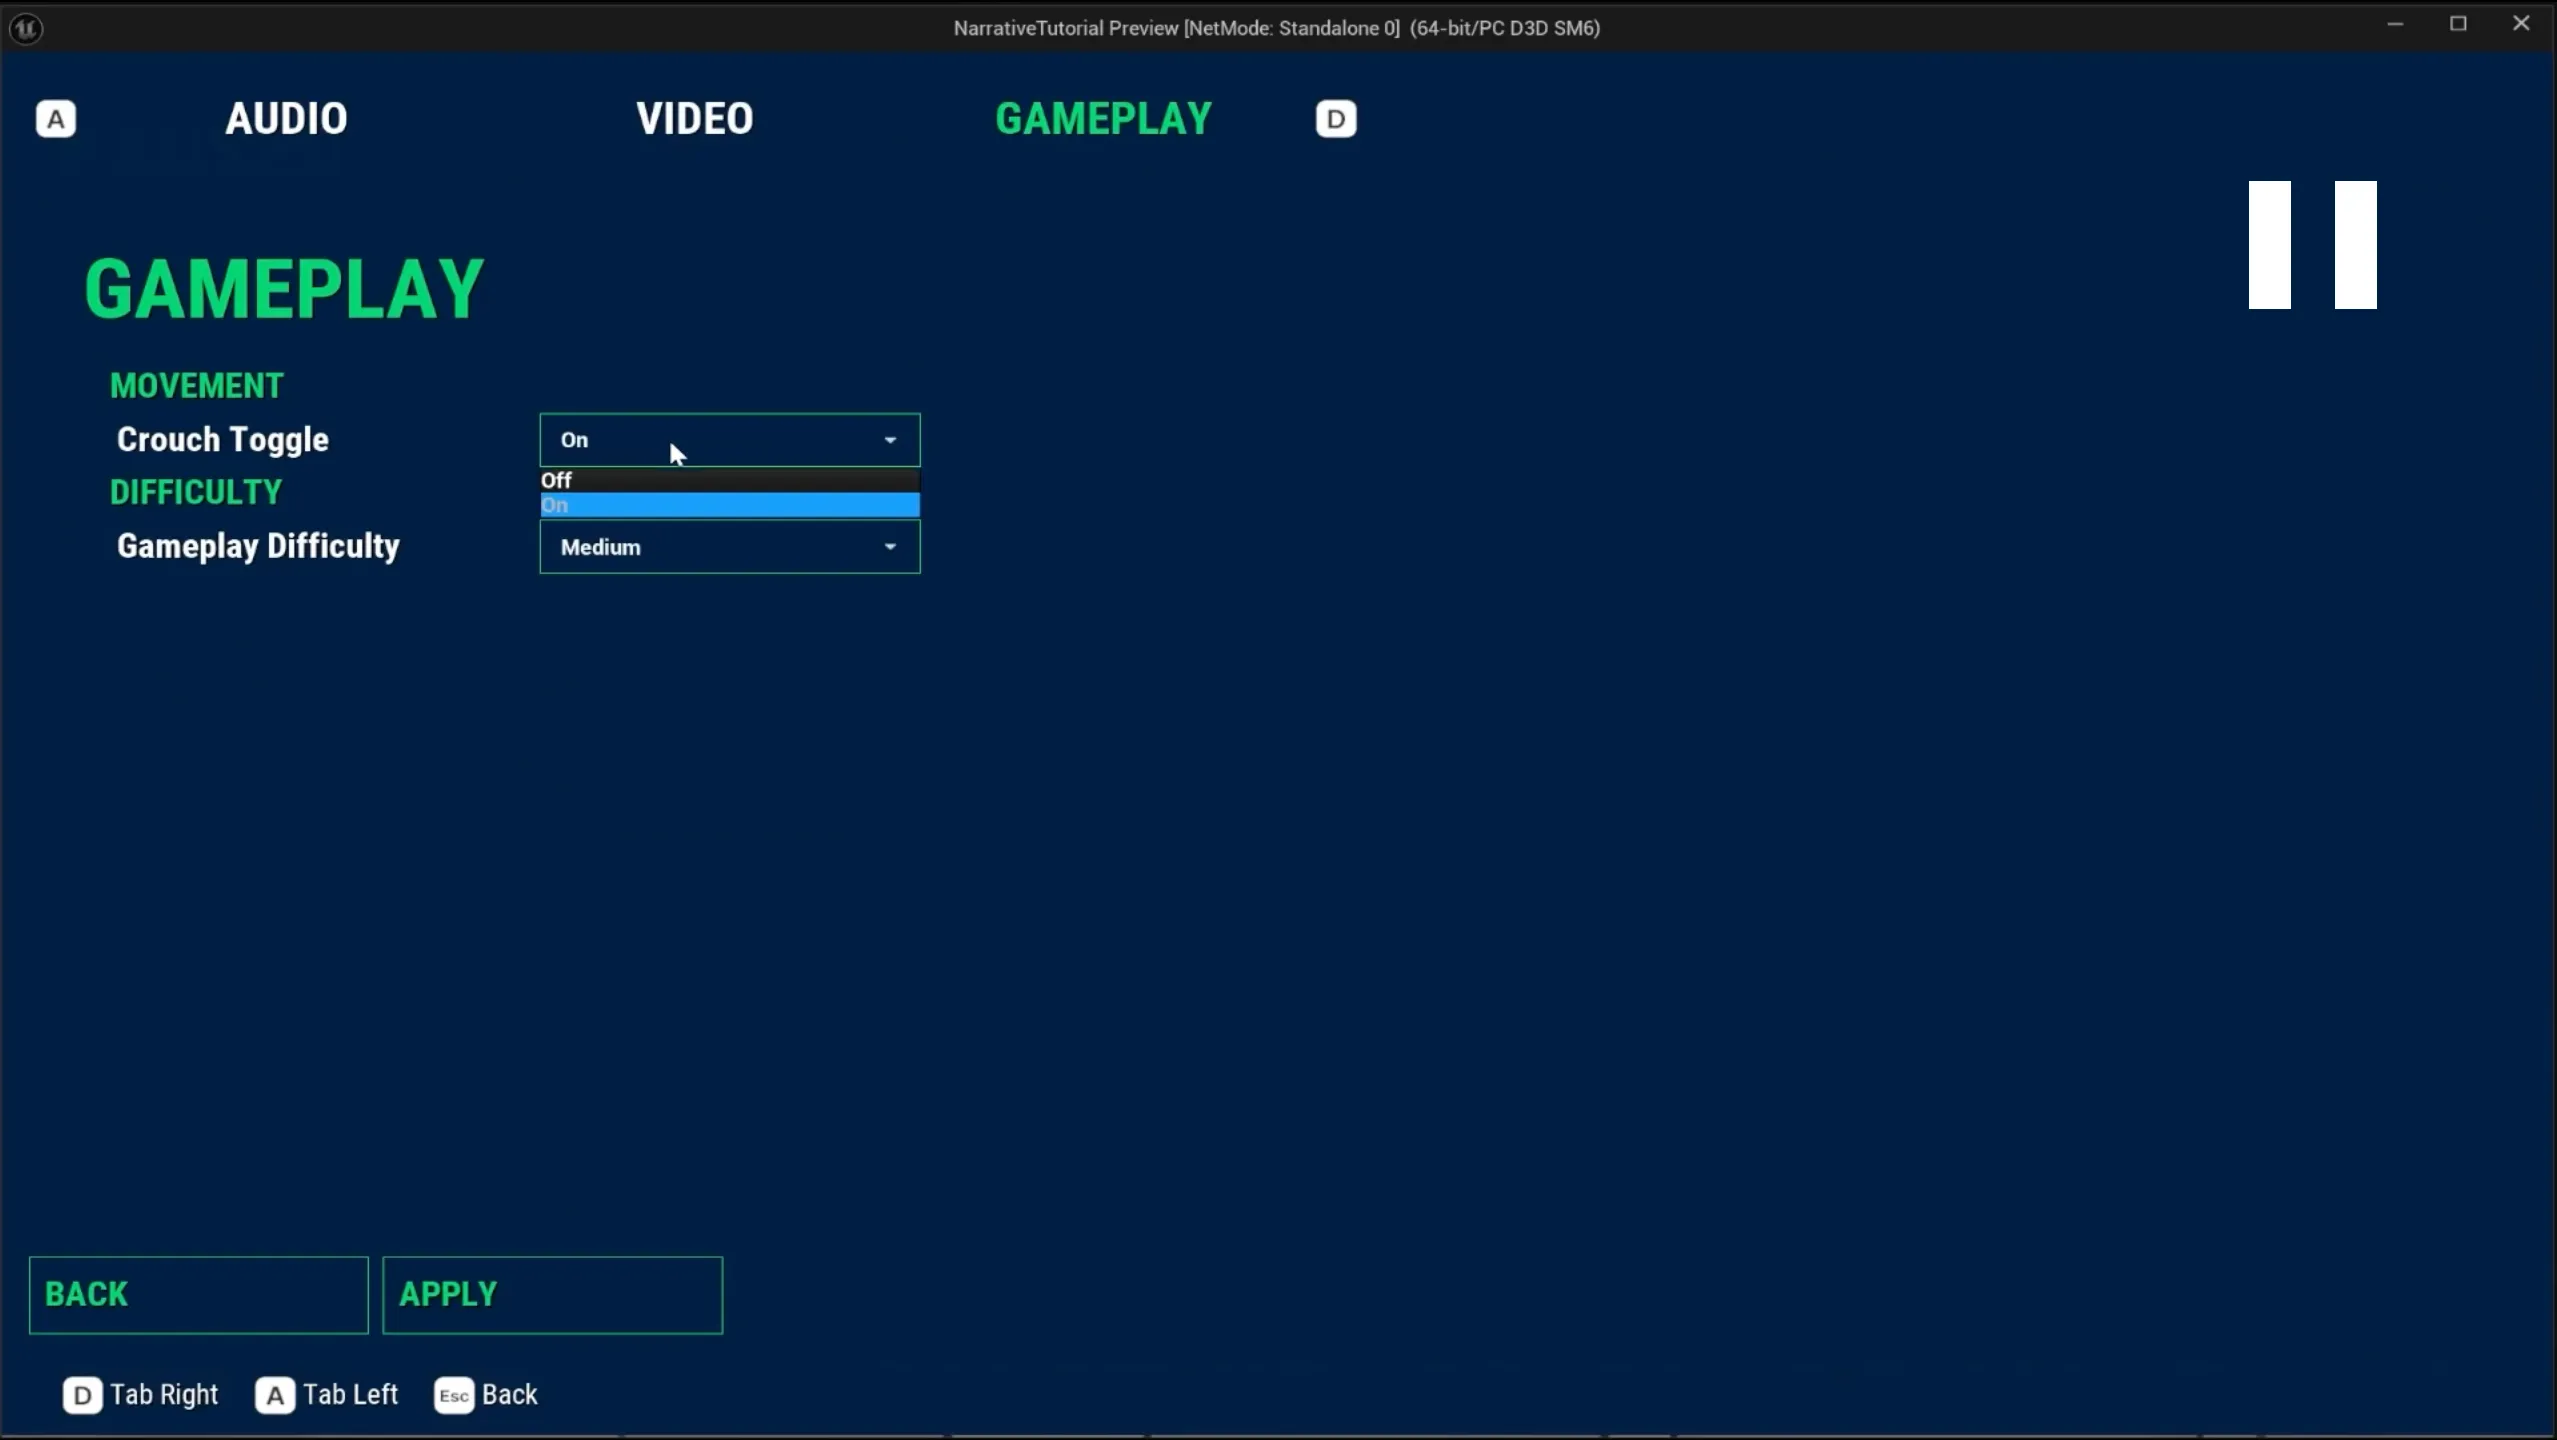 NarrativeTutorial Preview [NetMode: Standalone 0] (64-bit/PC D3D SM6)
A AUDIO VIDEO GAMEPLAY D
GAMEPLAY
MOVEMENT
Crouch Toggle On
Off
DIFFICULTY
On
Gameplay Difficulty Medium
BACK APPLY
D Tab Right A Tab Left Esc Back